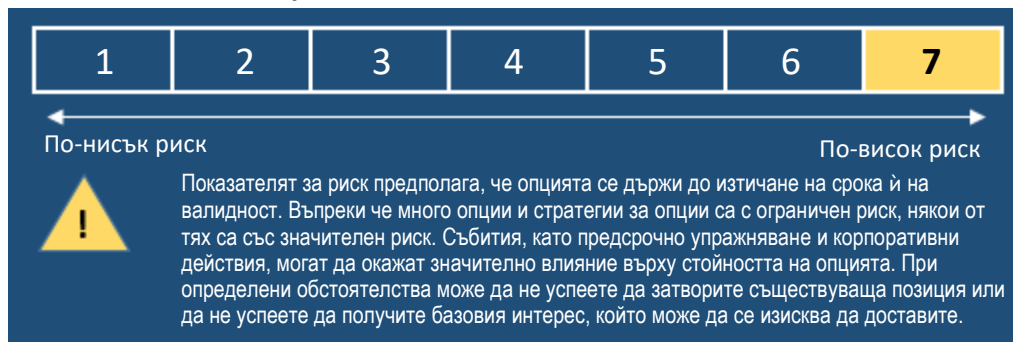 1 2 3 4 5 6 7
По-нисък риск По-висок риск
!
Показателят за риск предполага, че опцията се държи до изтичане на срока ѝ на
валидност. Въпреки че много опции и стратегии за опции са с ограничен риск, някои от
тях са със значителен риск. Събития, като предсрочно упражняване и корпоративни
действия, могат да окажат значително влияние върху стойността на опцията. При
определени обстоятелства може да не успеете да затворите съществуваща позиция или
да не успеете да получите базовия интерес, който може да се изисква да доставите.